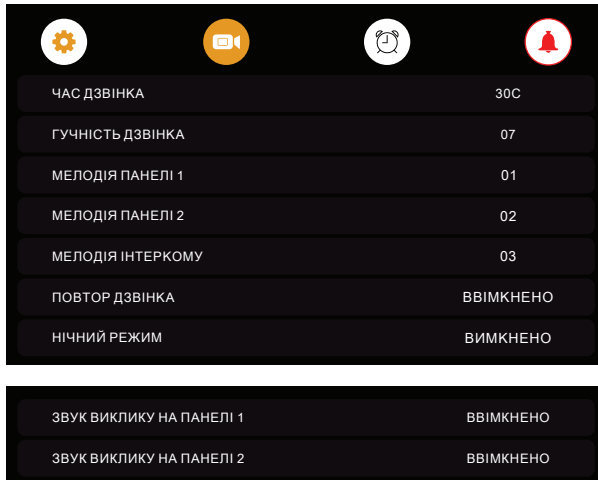 ЧАС ДЗВІНКА 30С
ГУЧНІСТЬ ДЗВІНКА 07
МЕЛОДІЯ ПАНЕЛІ 1 01
МЕЛОДІЯ ПАНЕЛІ 2 02
МЕЛОДІЯ ІНТЕРКОМУ 03
ПОВТОР ДЗВІНКА ВВІМКНЕНО
НІЧНИЙ РЕЖИМ ВИМКНЕНО
ЗВУК ВИКЛИКУ НА ПАНЕЛІ 1 ВВІМКНЕНО
ЗВУК ВИКЛИКУ НА ПАНЕЛІ 2 ВВІМКНЕНО